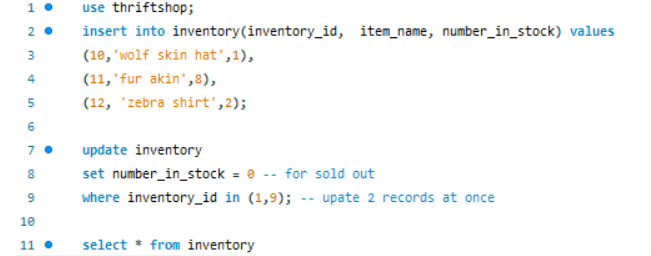 1 use thriftshop;
2 insert into inventory(inventory_id, item_name, number_in_stock) values
3 (10,'wolf skin hat',1),
4 (11,'fur akin',8),
5 (12, 'zebra shirt',2);
6
7 update inventory
8 set number_in_stock = 0 -- for sold out
9 where inventory_id in (1,9); -- upate 2 records at once
10
11 select * from inventory